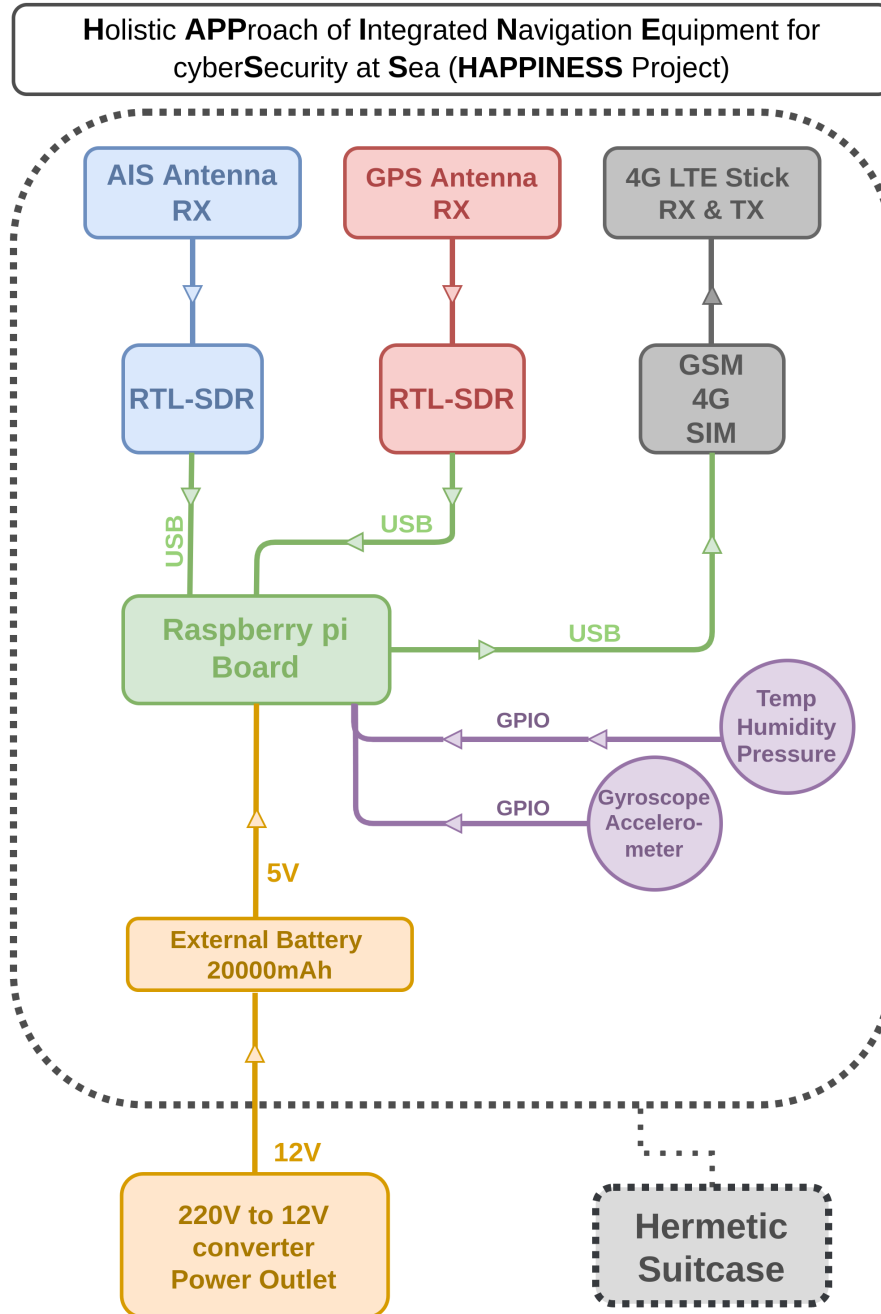 Holistic APProach of Integrated Navigation Equipment for
cyberSecurity at Sea (HAPPINESS Project)
AIS Antenna
RX
GPS Antenna
RX
4G LTE Stick
RX & TX
RTL-SDR
RTL-SDR
GSM
4G
SIM
USB
USB
Raspberry pi
Board
USB
Temp
Humidity
Pressure
GPIO
Gyroscope
Accelero-
meter
GPIO
5V
External Battery
20000mAh
12V
220V to 12V
converter
Power Outlet
Hermetic
Suitcase